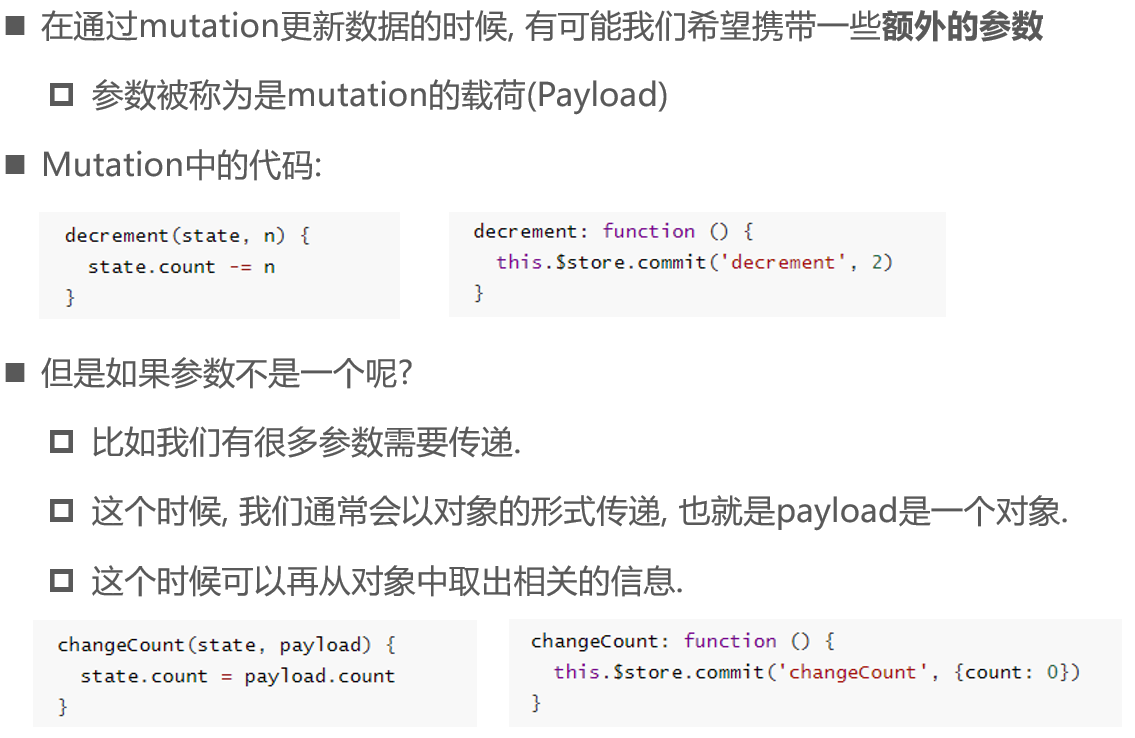 在通过mutation更新数据的时候, 有可能我们希望携带一些额外的参数
参数被称为是mutation的载荷(Payload)
Mutation中的代码:
decrement(state, n) {
state.count -= n
}
decrement: function () {
this.$store.commit('decrement', 2)
}
但是如果参数不是一个呢?
比如我们有很多参数需要传递.
这个时候, 我们通常会以对象的形式传递, 也就是payload是一个对象.
这个时候可以再从对象中取出相关的信息.
changeCount(state, payload) {
state.count = payload.count
}
changeCount: function () {
this.$store.commit('changeCount', {count: 0})
}